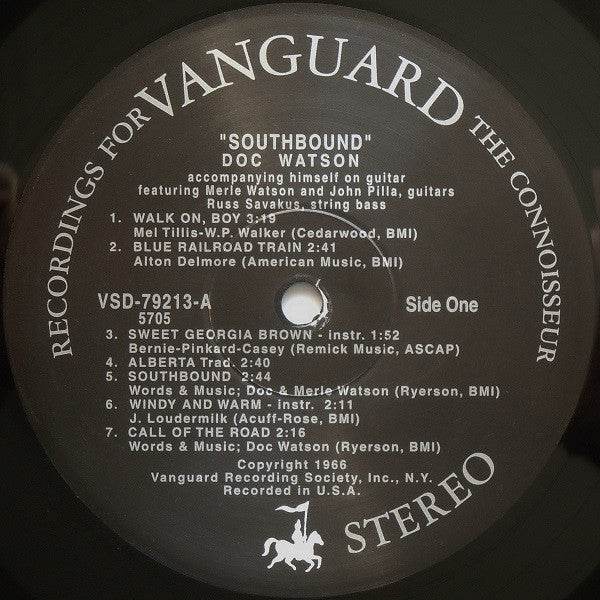 RECORDINGS FOR VANGUARD THE CONNOISSEUR
"SOUTHBOUND"
DOC WATSON
accompanying himself on guitar
featuring Merle Watson and John Pilla, guitars
Russ Savakus, string bass
1. WALK ON, BOY 3:19
Mel Tillis-W.P. Walker (Cedarwood, BMI)
2. BLUE RAILROAD TRAIN 2:41
Alton Delmore (American Music, BMI)
VSD-79213-A
5705
Side One
3. SWEET GEORGIA BROWN - instr. 1:52
Bernie-Pinkard-Casey (Remick Music, ASCAP)
4. ALBERTA Trad. 2:40
5. SOUTHBOUND 2:44
Words & Music; Doc & Merle Watson (Ryerson, BMI)
6. WINDY AND WARM - instr. 2:11
J. Loudermilk (Acuff-Rose, BMI)
7. CALL OF THE ROAD 2:16
Words & Music; Doc Watson (Ryerson, BMI)
Copyright 1966
Vanguard Recording Society, Inc., N.Y.
Recorded in U.S.A.
STEREO